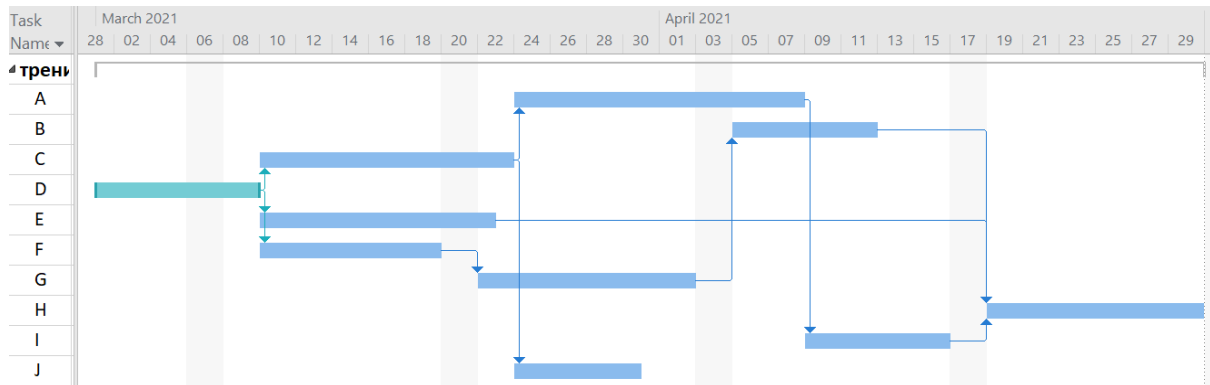 Task March 2021 April 2021
Name 28 02 04 06 08 10 12 14 16 18 20 22 24 26 28 30 01 03 05 07 09 11 13 15 17 19 21 23 25 27 29
трени
A
B
C
D
E
F
G
H
I
J